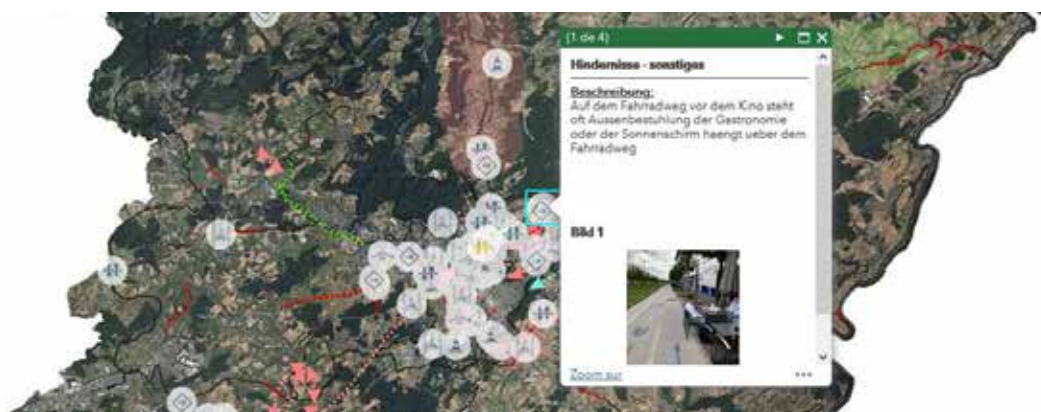 (1 de 4)
Hindernisse - sonstiges
Beschreibung:
Auf dem Fahrradweg vor dem Kino steht
oft Aussenbestuhlung der Gastronomie
oder der Sonnenschirm haengt ueber dem
Fahrradweg
Bild 1
Zoom sur